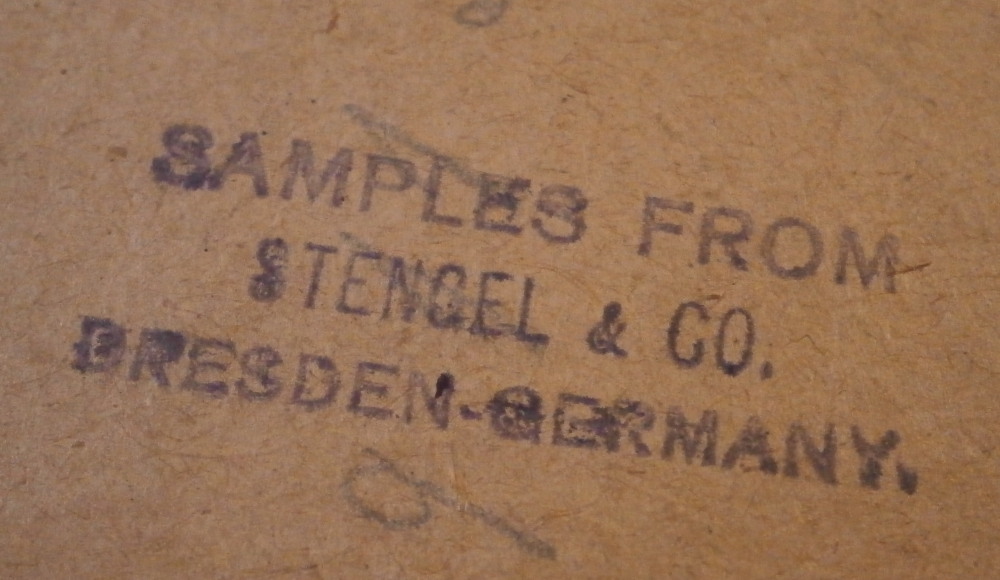 SAMPLES FROM
STENGEL & CO.
DRESDEN-GERMANY.